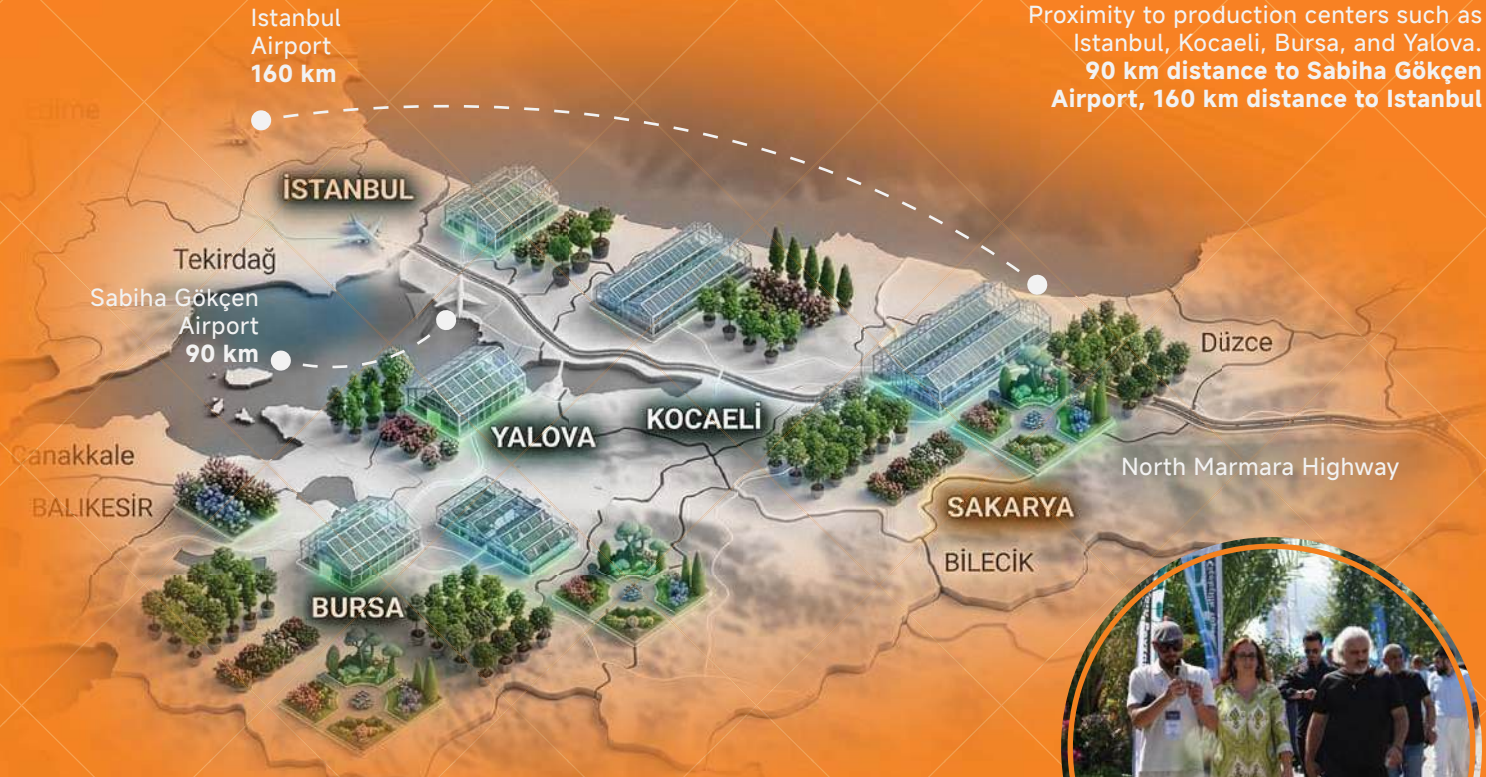 Istanbul
Airport
160 km
Proximity to production centers such as
Istanbul, Kocaeli, Bursa, and Yalova.
90 km distance to Sabiha Gökçen
Airport, 160 km distance to Istanbul
Edirne
İSTANBUL
Tekirdağ
Sabiha Gökçen
Airport
90 km
Düzce
YALOVA
KOCAELİ
Çanakkale
BALIKESİR
North Marmara Highway
SAKARYA
BİLECİK
BURSA